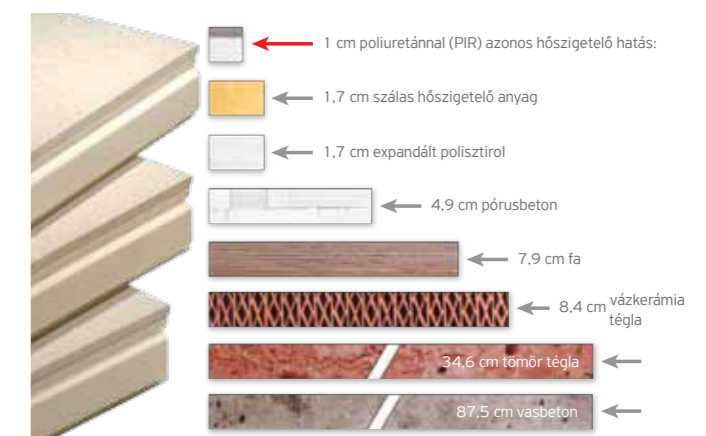 1 cm poliuretánnal (PIR) azonos hőszigetelő hatás:
1,7 cm szálas hőszigetelő anyag
1,7 cm expandált polisztirol
4,9 cm pórusbeton
7,9 cm fa
8,4 cm vázkerámia
tégla
34,6 cm tömör tégla
87,5 cm vasbeton